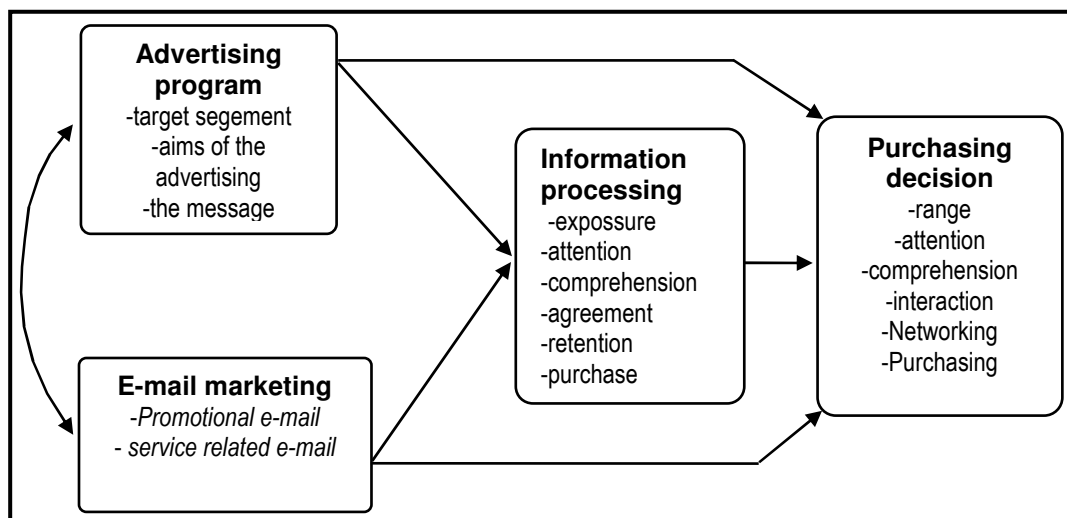 Advertising
program
-target segement
-aims of the
advertising
-the message
Information
processing
-expossure
-attention
-comprehension
-agreement
-retention
-purchase
Purchasing
decision
-range
-attention
-comprehension
-interaction
-Networking
-Purchasing
E-mail marketing
-Promotional e-mail
- service related e-mail